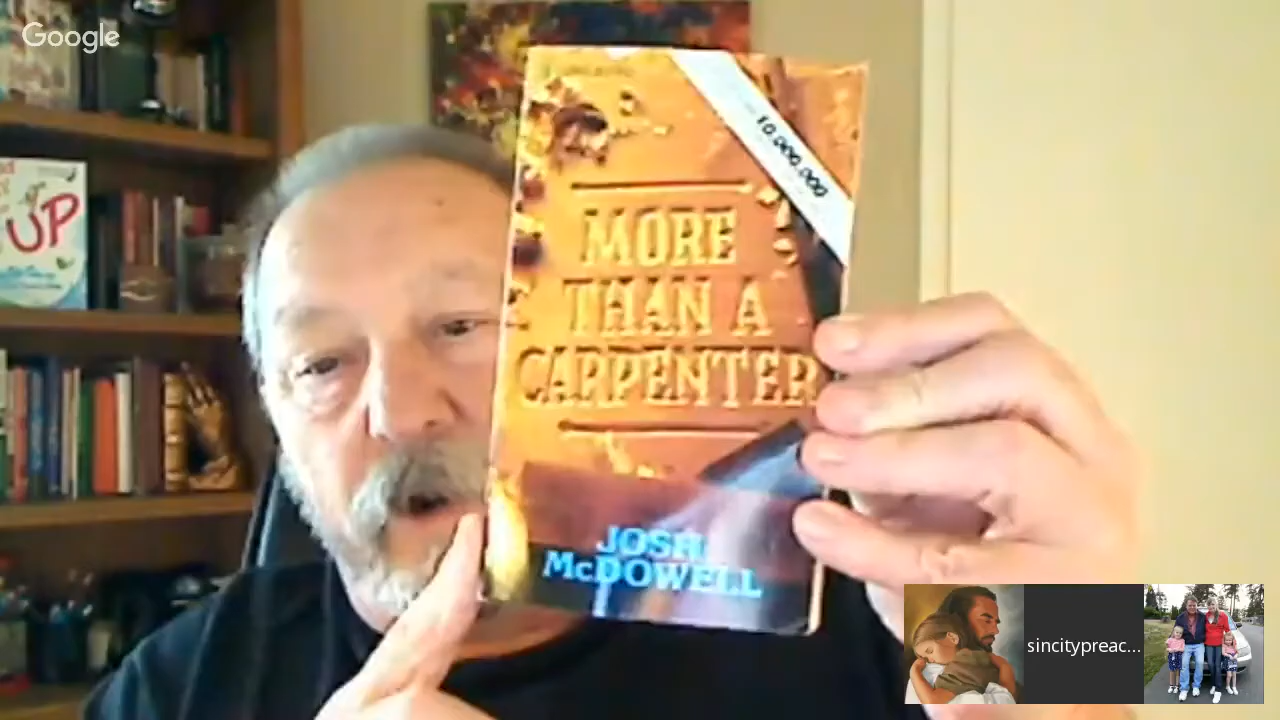 Google
UP
10,000,000
MORE
THAN A
CARPENTER
JOSH
McDOWELL
sincitypreac...